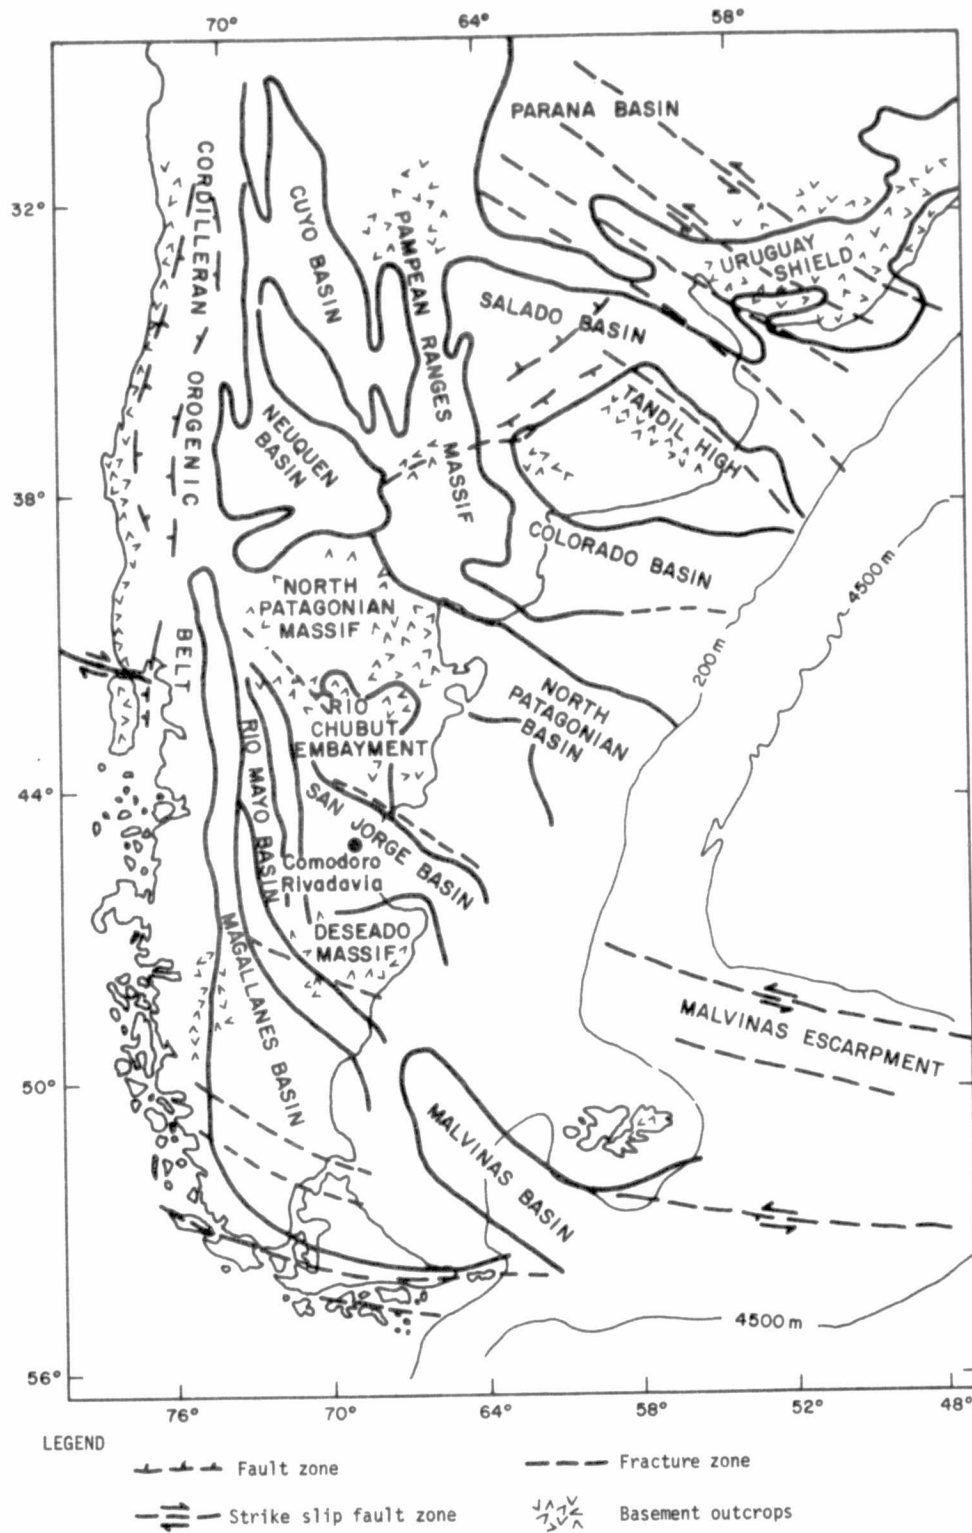 70°
64°
58°
PARANA BASIN
CORDILLERAN OROGENIC
BELT
CUYO BASIN
PAMPEAN RANGES MASSIF
32°
URUGUAY
SHIELD
SALADO BASIN
TANDIL HIGH
NEUQUEN
BASIN
38°
COLORADO BASIN
4500m
NORTH
PATAGONIAN
MASSIF
200m
NORTH
PATAGONIAN
BASIN
RIO
CHUBUT
EMBAYMENT
RIO MAYO BASIN
44°
SAN JORGE BASIN
Comodoro
Rivadavia
DESEADO
MASSIF
MAGALLANES BASIN
MALVINAS ESCARPMENT
50°
MALVINAS BASIN
4500m
56°
76°
70°
64°
58°
52°
48°
LEGEND
Fault zone
Fracture zone
Strike slip fault zone
Basement outcrops